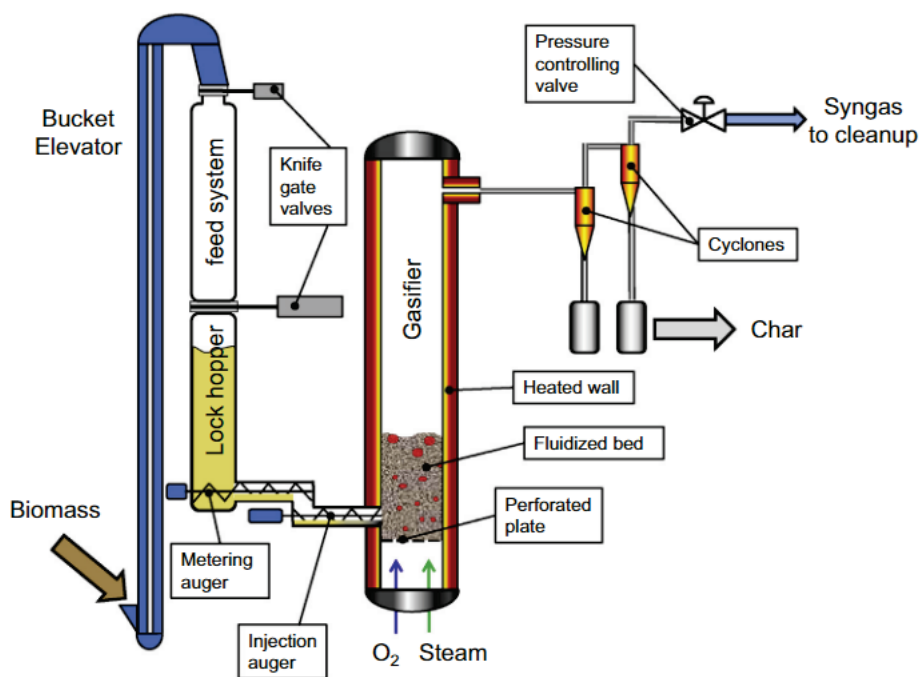 Pressure
controlling
valve
Syngas
to cleanup
Bucket
Elevator
feed system
Knife
gate
valves
Cyclones
Gasifier
Char
Lock hopper
Heated wall
Fluidized bed
Biomass
Perforated
plate
Metering
auger
Injection
auger
O₂ Steam